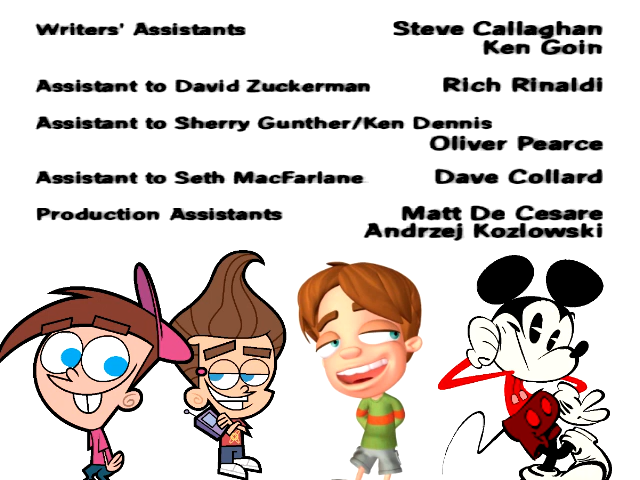 Writers' Assistants Steve Callaghan
Ken Goin
Assistant to David Zuckerman Rich Rinaldi
Assistant to Sherry Gunther/Ken Dennis
Oliver Pearce
Assistant to Seth MacFarlane Dave Collard
Production Assistants Matt De Cesare
Andrzej Kozlowski